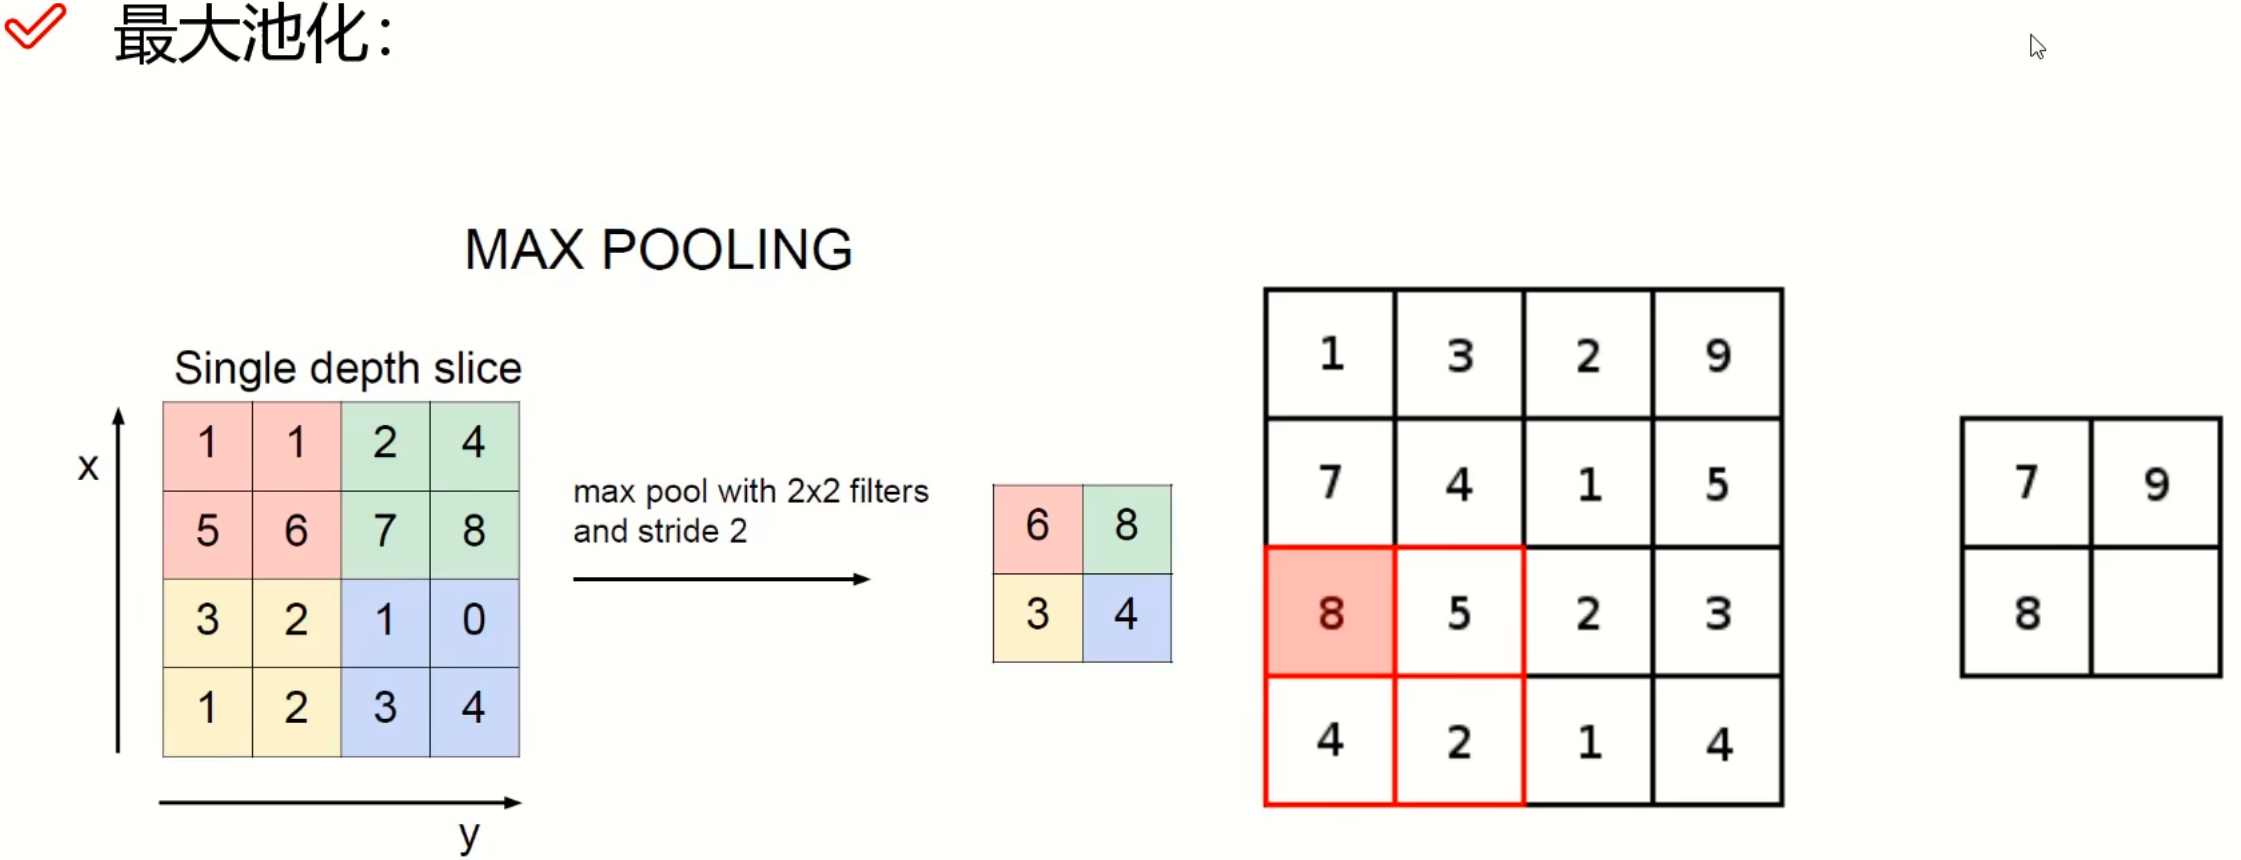 最大池化：
MAX POOLING
Single depth slice
x
1 1 2 4
5 6 7 8
3 2 1 0
1 2 3 4
y
max pool with 2x2 filters
and stride 2
6 8
3 4
1 3 2 9
7 4 1 5
8 5 2 3
4 2 1 4
7 9
8